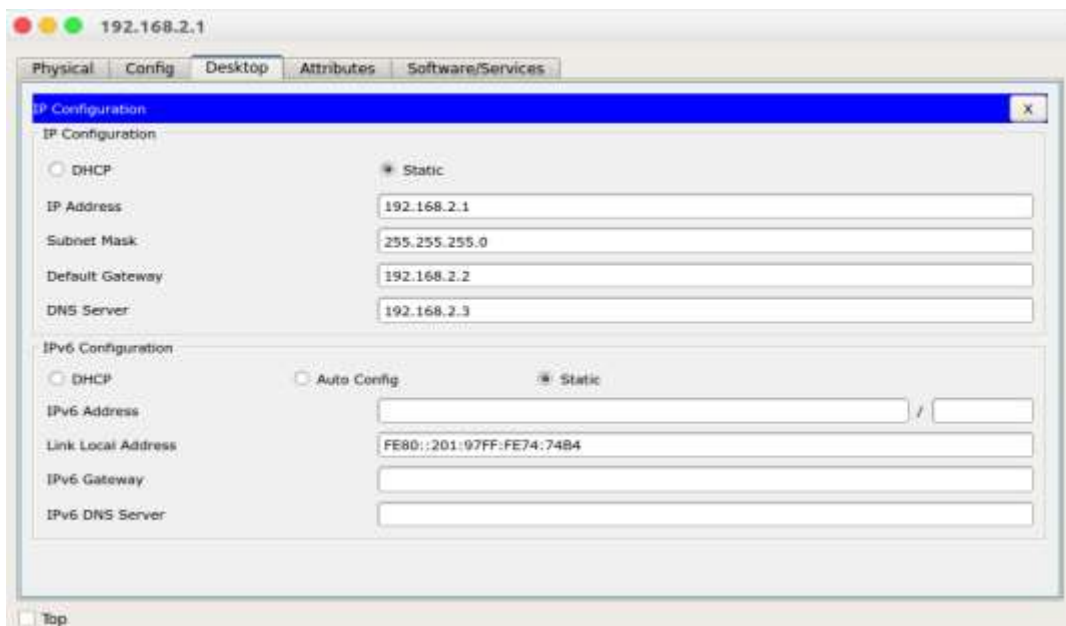 192.168.2.1
Physical Config Desktop Attributes Software/Services
IP Configuration X
IP Configuration
DHCP Static
IP Address 192.168.2.1
Subnet Mask 255.255.255.0
Default Gateway 192.168.2.2
DNS Server 192.168.2.3
IPv6 Configuration
DHCP Auto Config Static
IPv6 Address /
Link Local Address FE80::201:97FF:FE74:74B4
IPv6 Gateway
IPv6 DNS Server
Top